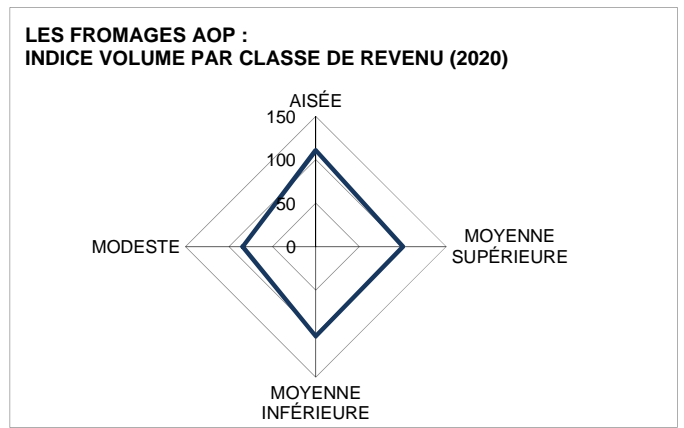 LES FROMAGES AOP :
INDICE VOLUME PAR CLASSE DE REVENU (2020)
AISÉE
150
100
50
0
MODESTE
MOYENNE
SUPÉRIEURE
MOYENNE
INFÉRIEURE